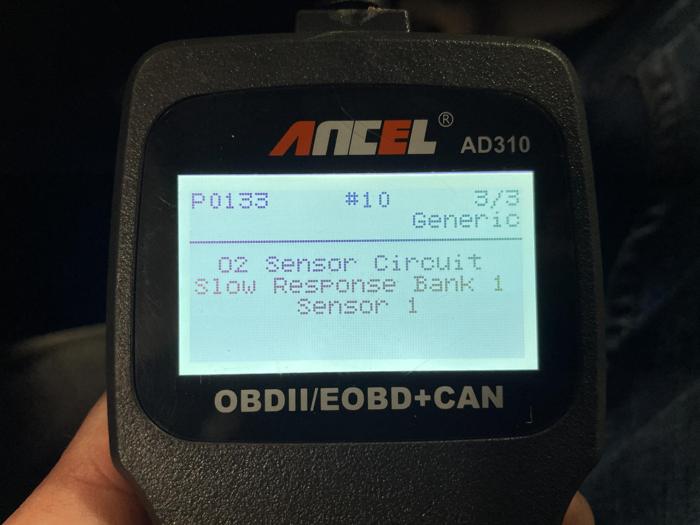 ANCEL® AD310
P0133 #10 3/3
Generic
O2 Sensor Circuit
Slow Response Bank 1
Sensor 1
OBDII/EOBD+CAN